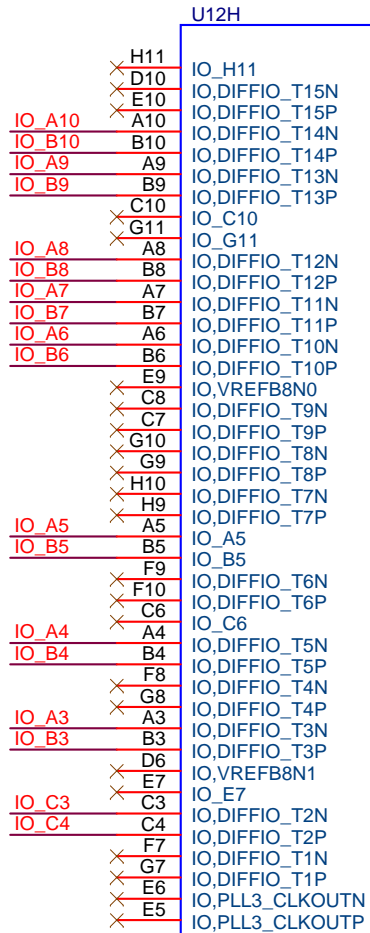 U12H
H11 IO_H11
D10 IO,DIFFIO_T15N
E10 IO,DIFFIO_T15P
IO_A10 A10 IO,DIFFIO_T14N
IO_B10 B10 IO,DIFFIO_T14P
IO_A9 A9 IO,DIFFIO_T13N
IO_B9 B9 IO,DIFFIO_T13P
C10 IO_C10
G11 IO_G11
IO_A8 A8 IO,DIFFIO_T12N
IO_B8 B8 IO,DIFFIO_T12P
IO_A7 A7 IO,DIFFIO_T11N
IO_B7 B7 IO,DIFFIO_T11P
IO_A6 A6 IO,DIFFIO_T10N
IO_B6 B6 IO,DIFFIO_T10P
E9 IO,VREFB8N0
C8 IO,DIFFIO_T9N
C7 IO,DIFFIO_T9P
G10 IO,DIFFIO_T8N
G9 IO,DIFFIO_T8P
H10 IO,DIFFIO_T7N
H9 IO,DIFFIO_T7P
IO_A5 A5 IO_A5
IO_B5 B5 IO_B5
F9 IO,DIFFIO_T6N
F10 IO,DIFFIO_T6P
C6 IO_C6
IO_A4 A4 IO,DIFFIO_T5N
IO_B4 B4 IO,DIFFIO_T5P
F8 IO,DIFFIO_T4N
G8 IO,DIFFIO_T4P
IO_A3 A3 IO,DIFFIO_T3N
IO_B3 B3 IO,DIFFIO_T3P
D6 IO,VREFB8N1
E7 IO_E7
IO_C3 C3 IO,DIFFIO_T2N
IO_C4 C4 IO,DIFFIO_T2P
F7 IO,DIFFIO_T1N
G7 IO,DIFFIO_T1P
E6 IO,PLL3_CLKOUTN
E5 IO,PLL3_CLKOUTP